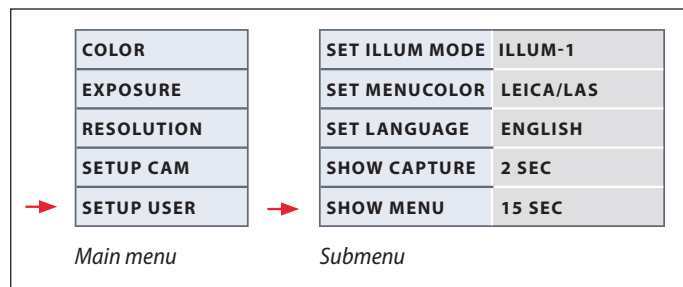 COLOR
EXPOSURE
RESOLUTION
SETUP CAM
SETUP USER
Main menu
SET ILLUM MODE ILLUM-1
SET MENUCOLOR LEICA/LAS
SET LANGUAGE ENGLISH
SHOW CAPTURE 2 SEC
SHOW MENU 15 SEC
Submenu